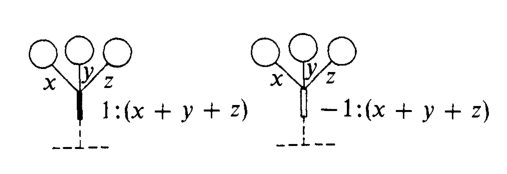 x y z 1:(x + y + z) x y z −1:(x + y + z)